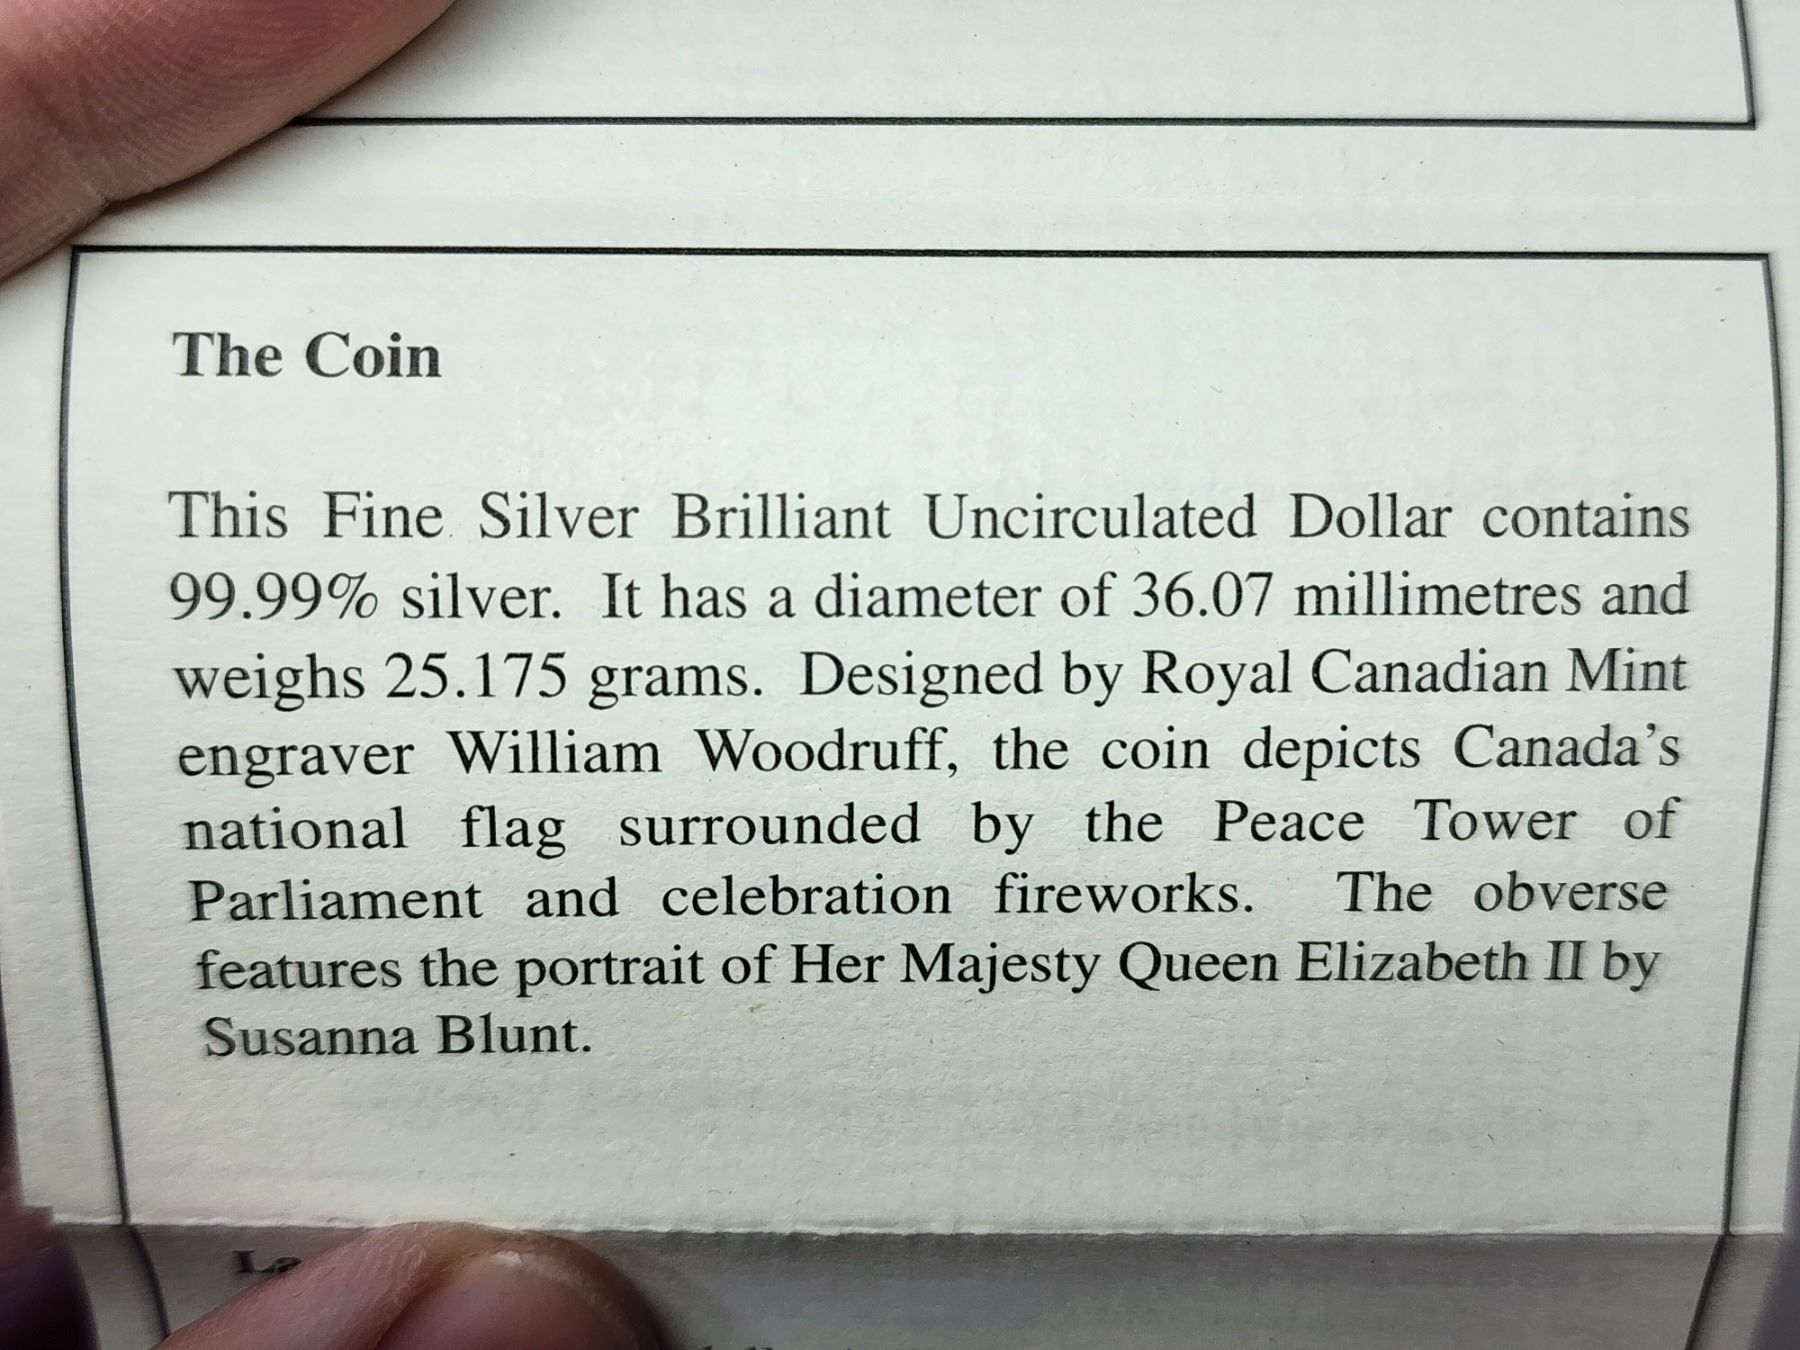 The Coin
This Fine Silver Brilliant Uncirculated Dollar contains
99.99% silver. It has a diameter of 36.07 millimetres and
weighs 25.175 grams. Designed by Royal Canadian Mint
engraver William Woodruff, the coin depicts Canada's
national flag surrounded by the Peace Tower of
Parliament and celebration fireworks. The obverse
features the portrait of Her Majesty Queen Elizabeth II by
Susanna Blunt.